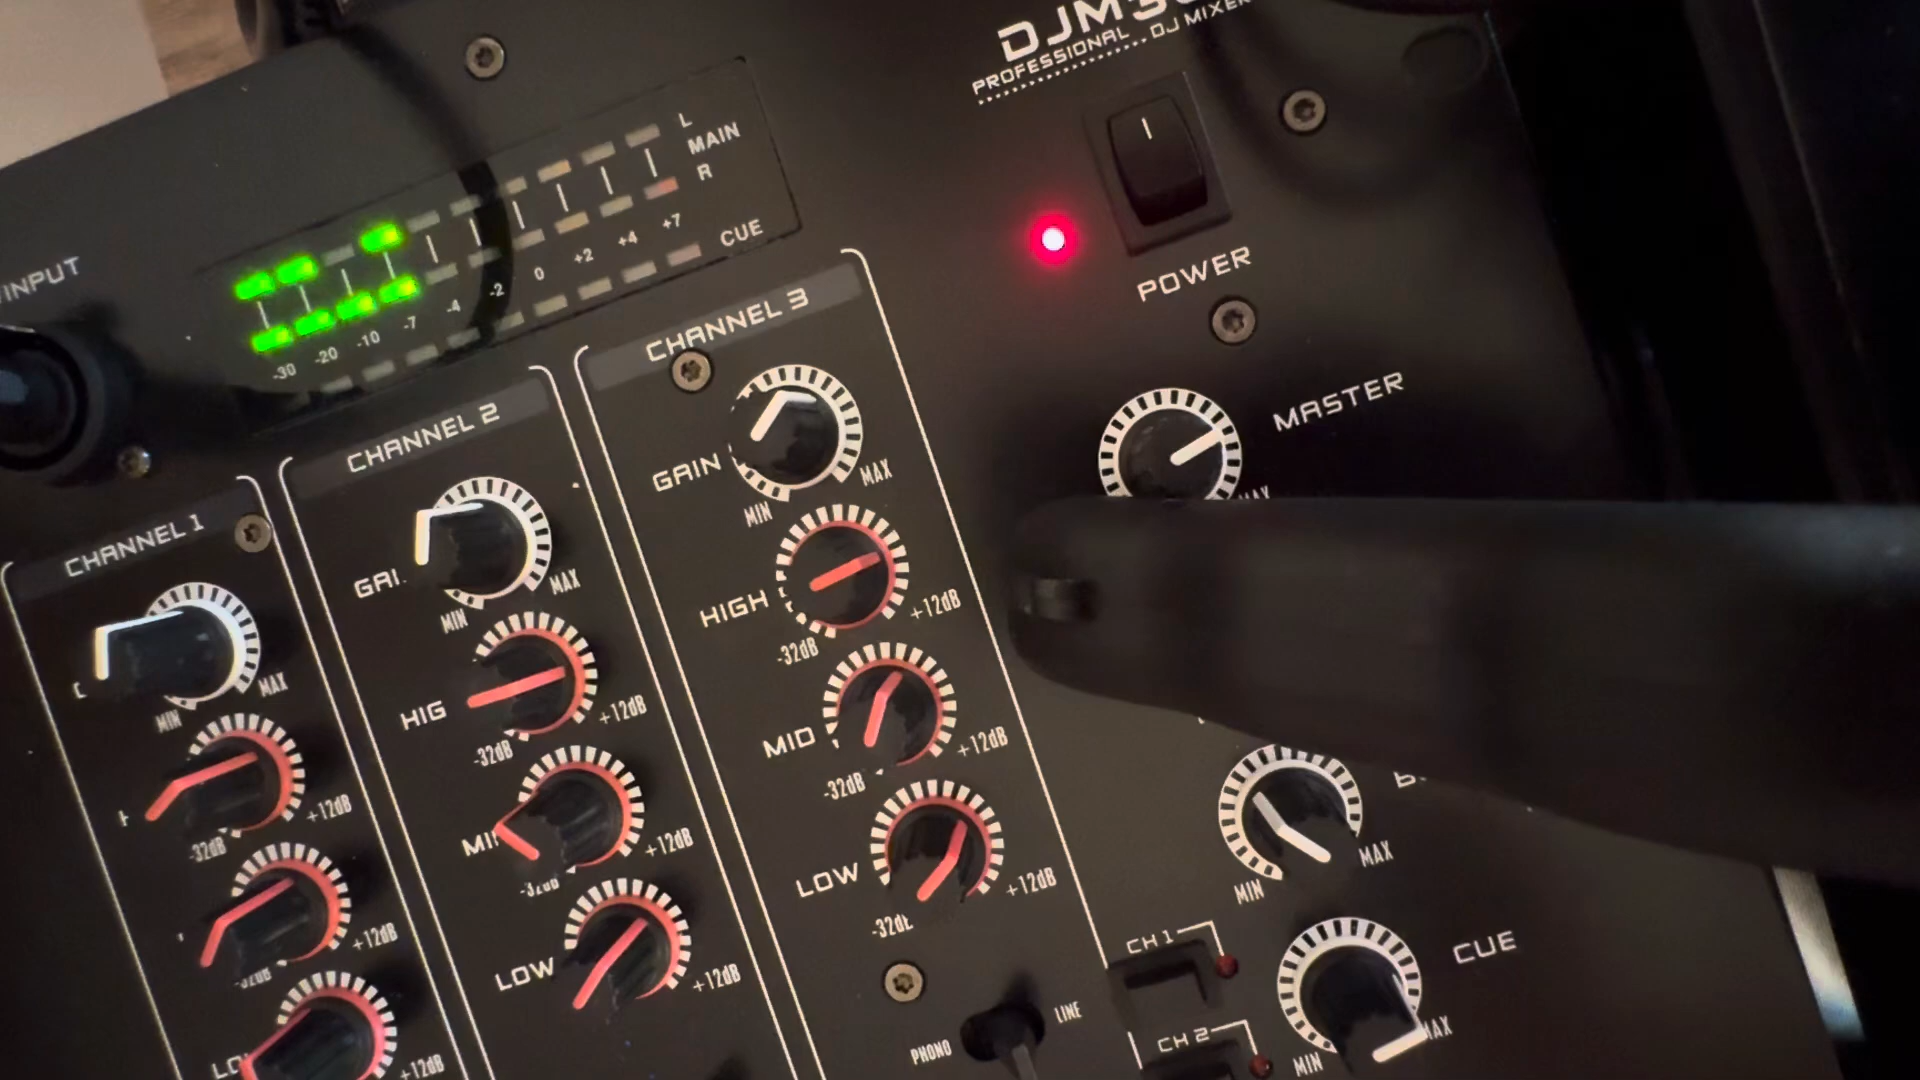 PROFESSIONAL DJ MIXER
L
MAIN
R
CUE
-30 -20 -10 -7 -4 -2 0 +2 +4 +7
POWER
INPUT
MASTER
CHANNEL 3
GAIN
MIN
MAX
HIGH
-32dB
+12dB
MID
-32dB
+12dB
LOW
+12dB
PHONO
LINE
CHANNEL 2
MIN
MAX
-32dB
+12dB
+12dB
LOW
+12dB
CHANNEL 1
MIN
MAX
-32dB
+12dB
+12dB
+12dB
MIN
MAX
CH 1
CUE
MIN
CH 2